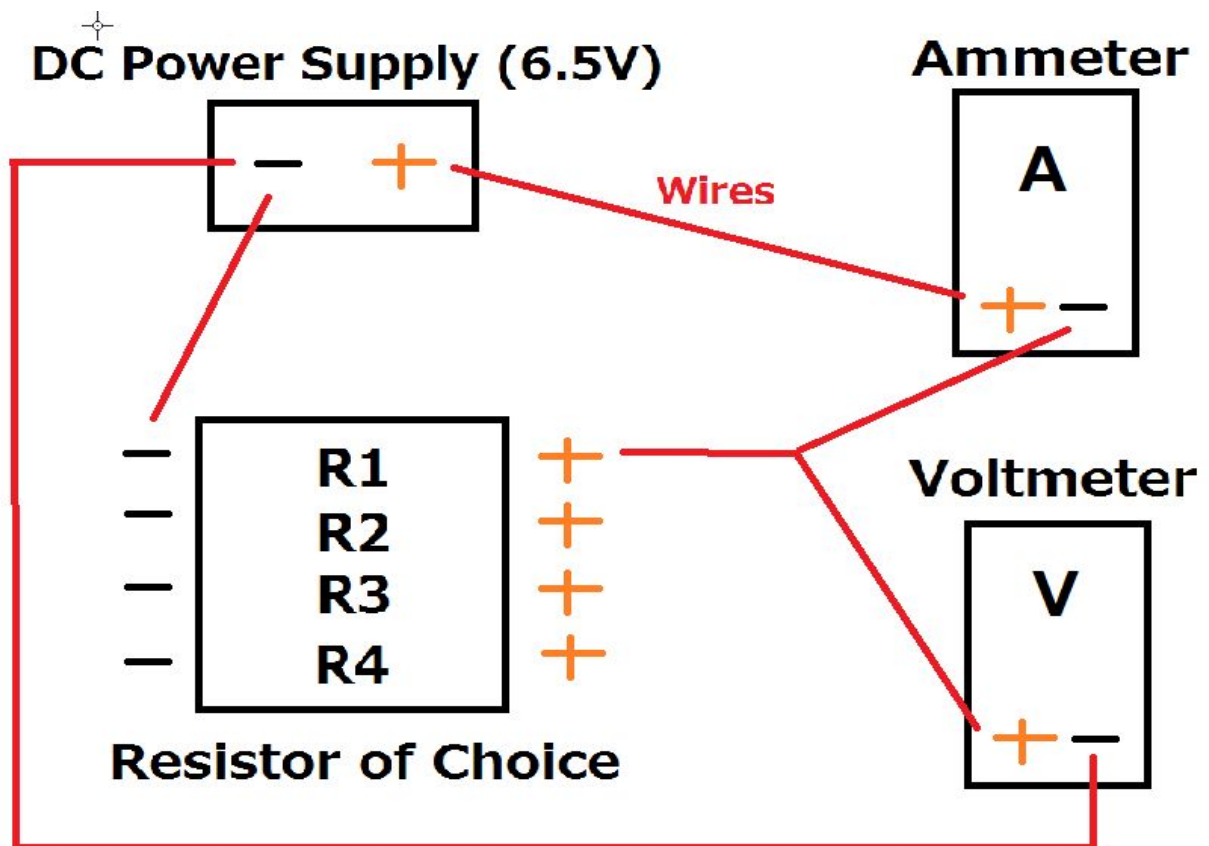 DC Power Supply (6.5V)
Ammeter
− +
A
Wires
+ −
R1
R2
R3
R4
− +
− +
− +
− +
Voltmeter
V
+ −
Resistor of Choice